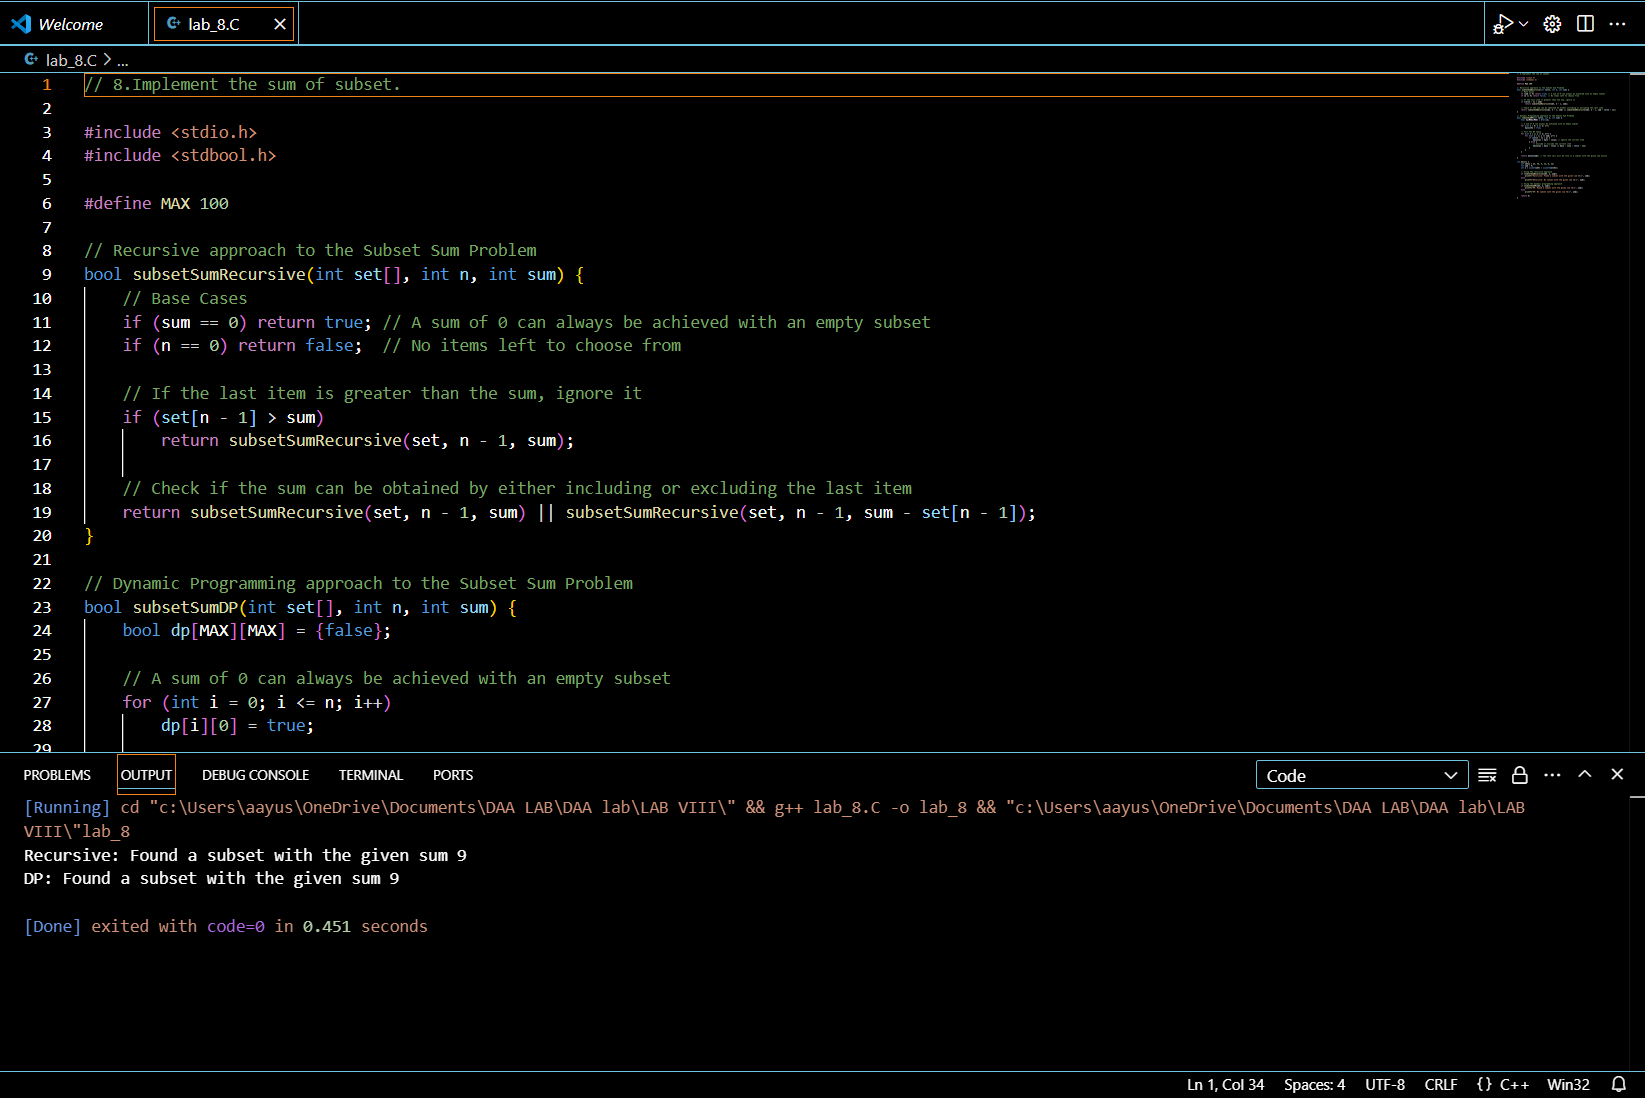 Welcome
lab_8.C
lab_8.C > ...
1 // 8.Implement the sum of subset.
2
3 #include <stdio.h>
4 #include <stdbool.h>
5
6 #define MAX 100
7
8 // Recursive approach to the Subset Sum Problem
9 bool subsetSumRecursive(int set[], int n, int sum) {
10     // Base Cases
11     if (sum == 0) return true; // A sum of 0 can always be achieved with an empty subset
12     if (n == 0) return false;  // No items left to choose from
13
14     // If the last item is greater than the sum, ignore it
15     if (set[n - 1] > sum)
16         return subsetSumRecursive(set, n - 1, sum);
17
18     // Check if the sum can be obtained by either including or excluding the last item
19     return subsetSumRecursive(set, n - 1, sum) || subsetSumRecursive(set, n - 1, sum - set[n - 1]);
20 }
21
22 // Dynamic Programming approach to the Subset Sum Problem
23 bool subsetSumDP(int set[], int n, int sum) {
24     bool dp[MAX][MAX] = {false};
25
26     // A sum of 0 can always be achieved with an empty subset
27     for (int i = 0; i <= n; i++)
28         dp[i][0] = true;
29
PROBLEMS OUTPUT DEBUG CONSOLE TERMINAL PORTS Code
[Running] cd "c:\Users\aayus\OneDrive\Documents\DAA LAB\DAA lab\LAB VIII\" && g++ lab_8.C -o lab_8 && "c:\Users\aayus\OneDrive\Documents\DAA LAB\DAA lab\LAB
VIII\"lab_8
Recursive: Found a subset with the given sum 9
DP: Found a subset with the given sum 9
[Done] exited with code=0 in 0.451 seconds
Ln 1, Col 34 Spaces: 4 UTF-8 CRLF {} C++ Win32